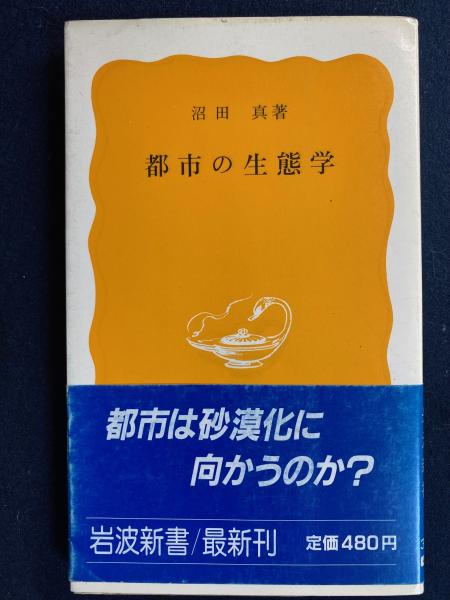 沼田 真著
都市の生態学
都市は砂漠化に
向かうのか?
岩波新書/最新刊 定価480円